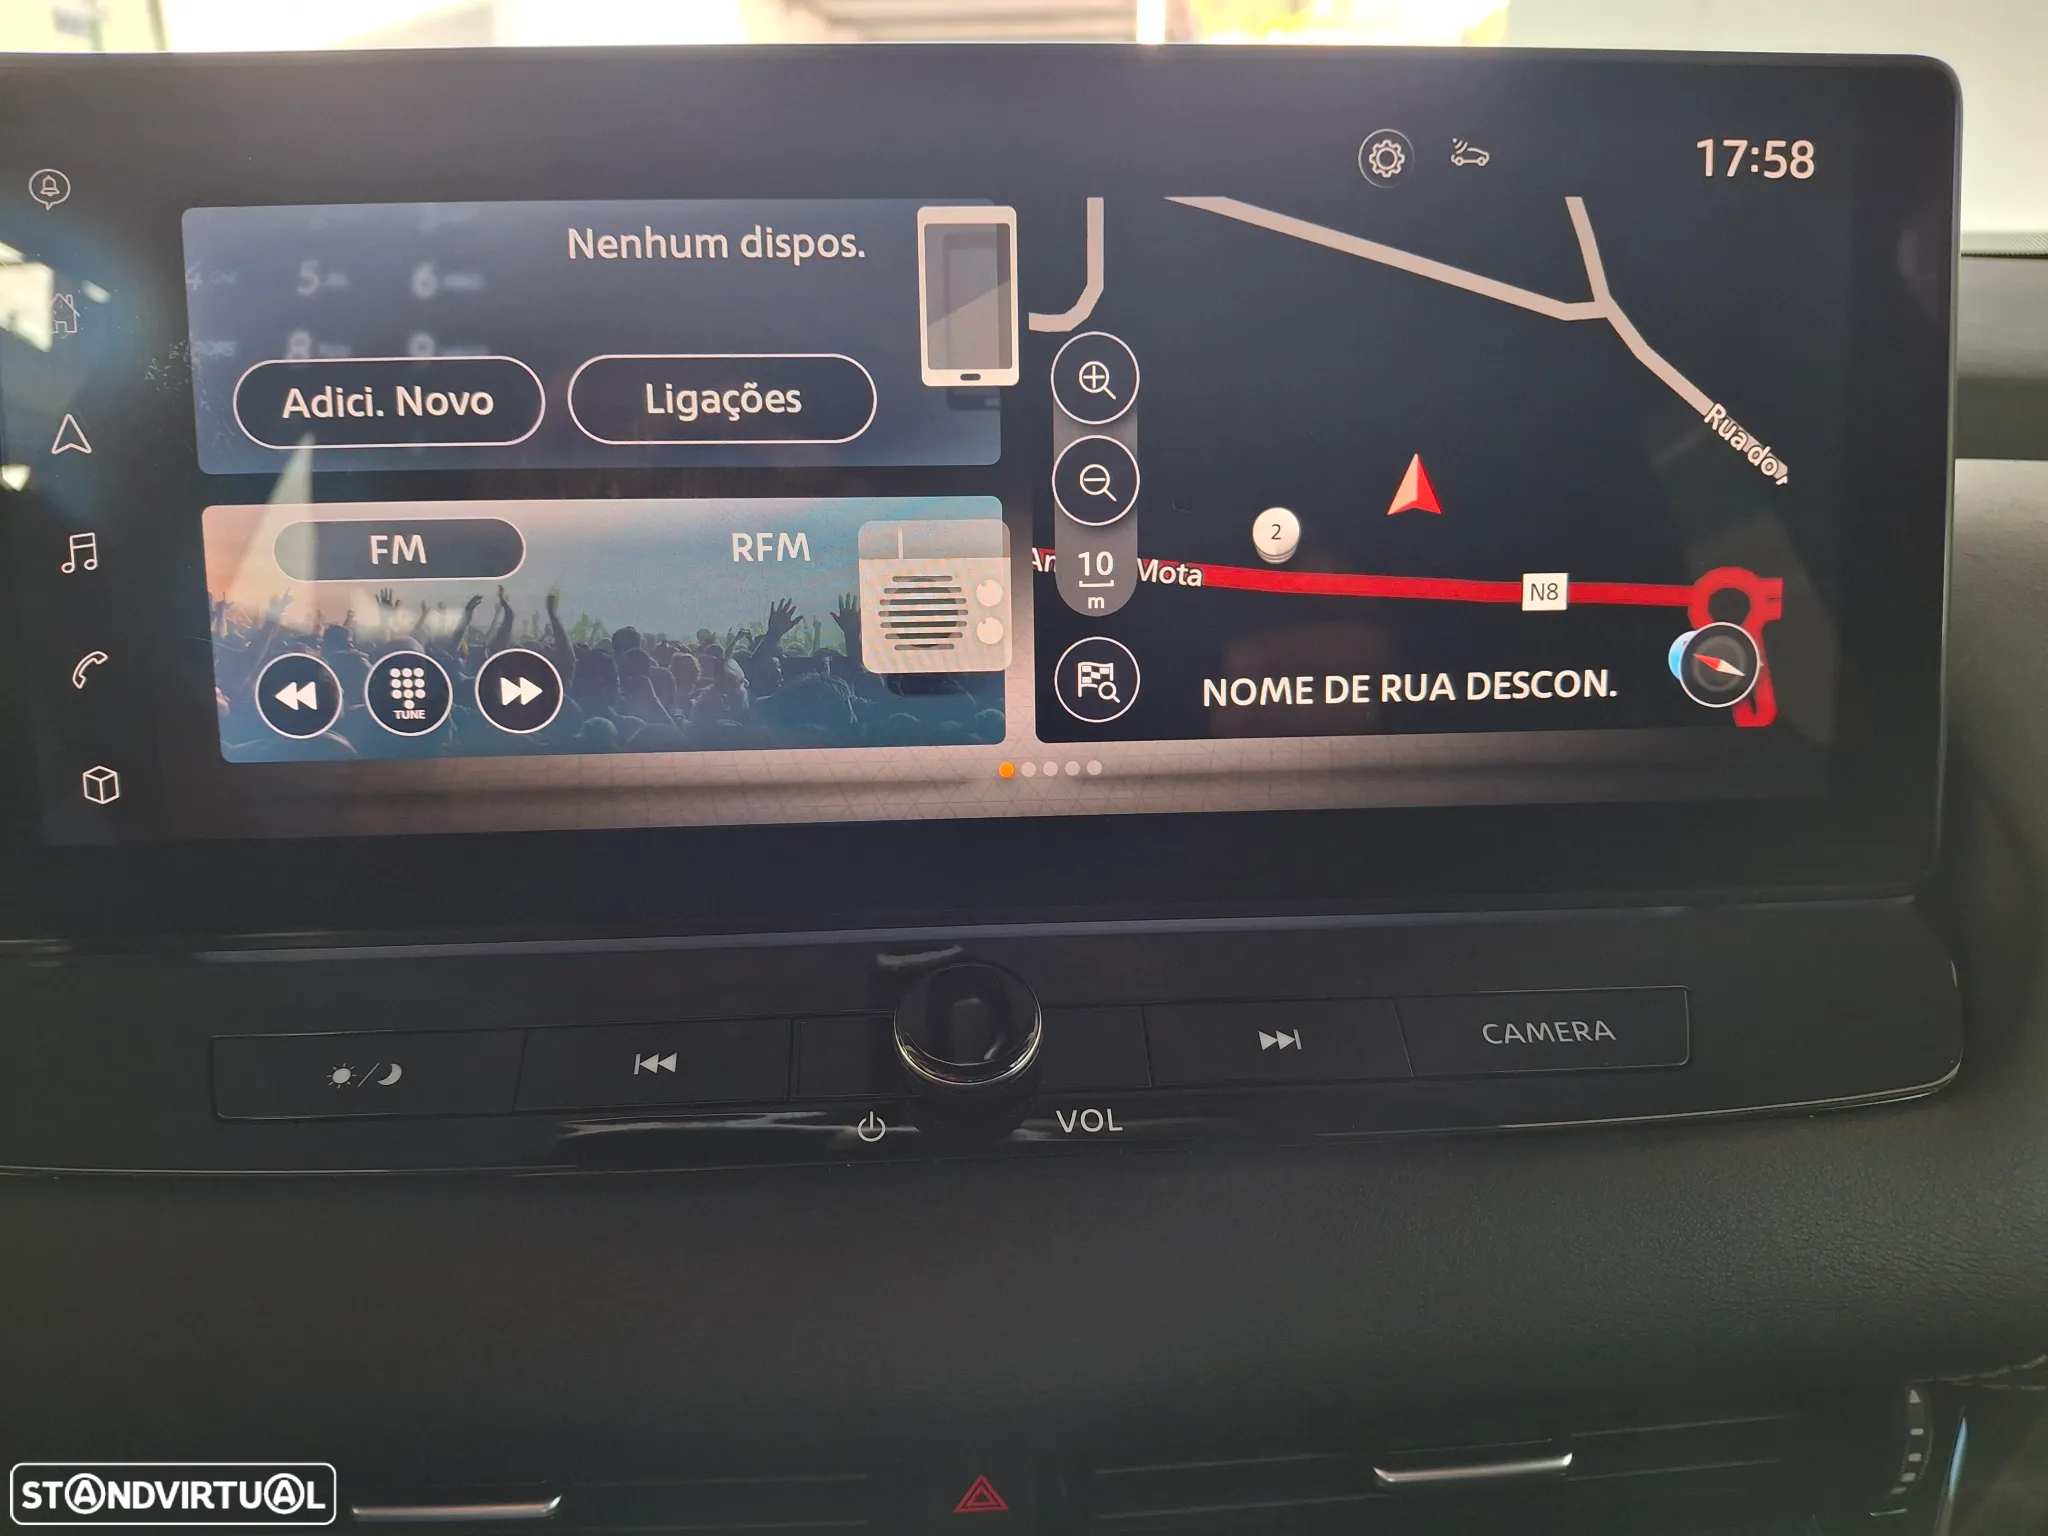 17:58
Nenhum dispos.
Adici. Novo
Ligações
FM
RFM
TUNE
Rua do
2
10
m
Mota
N8
NOME DE RUA DESCON.
CAMERA
VOL
STANDVIRTUAL